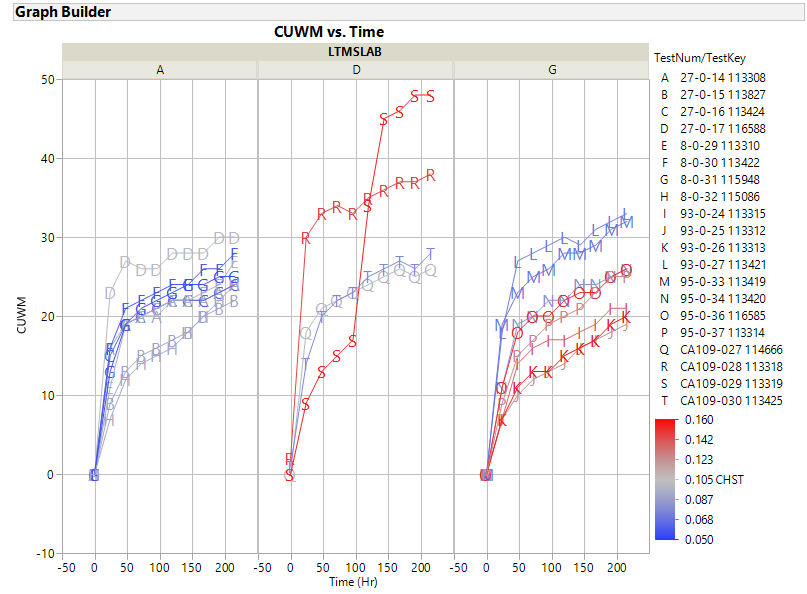 Graph Builder
CUWM vs. Time
LTMSLAB
A D G
TestNum/TestKey
A 27-0-14 113308
B 27-0-15 113827
C 27-0-16 113424
D 27-0-17 116588
E 8-0-29 113310
F 8-0-30 113422
G 8-0-31 115948
H 8-0-32 115086
I 93-0-24 113315
J 93-0-25 113312
K 93-0-26 113313
L 93-0-27 113421
M 95-0-33 113419
N 95-0-34 113420
O 95-0-36 116585
P 95-0-37 113314
Q CA109-027 114666
R CA109-028 113318
S CA109-029 113319
T CA109-030 113425
0.160
0.142
0.123
0.105 CHST
0.087
0.068
0.050
CUWM
50
40
30
20
10
0
-10
-50 0 50 100 150 200 -50 0 50 100 150 200 -50 0 50 100 150 200
Time (Hr)